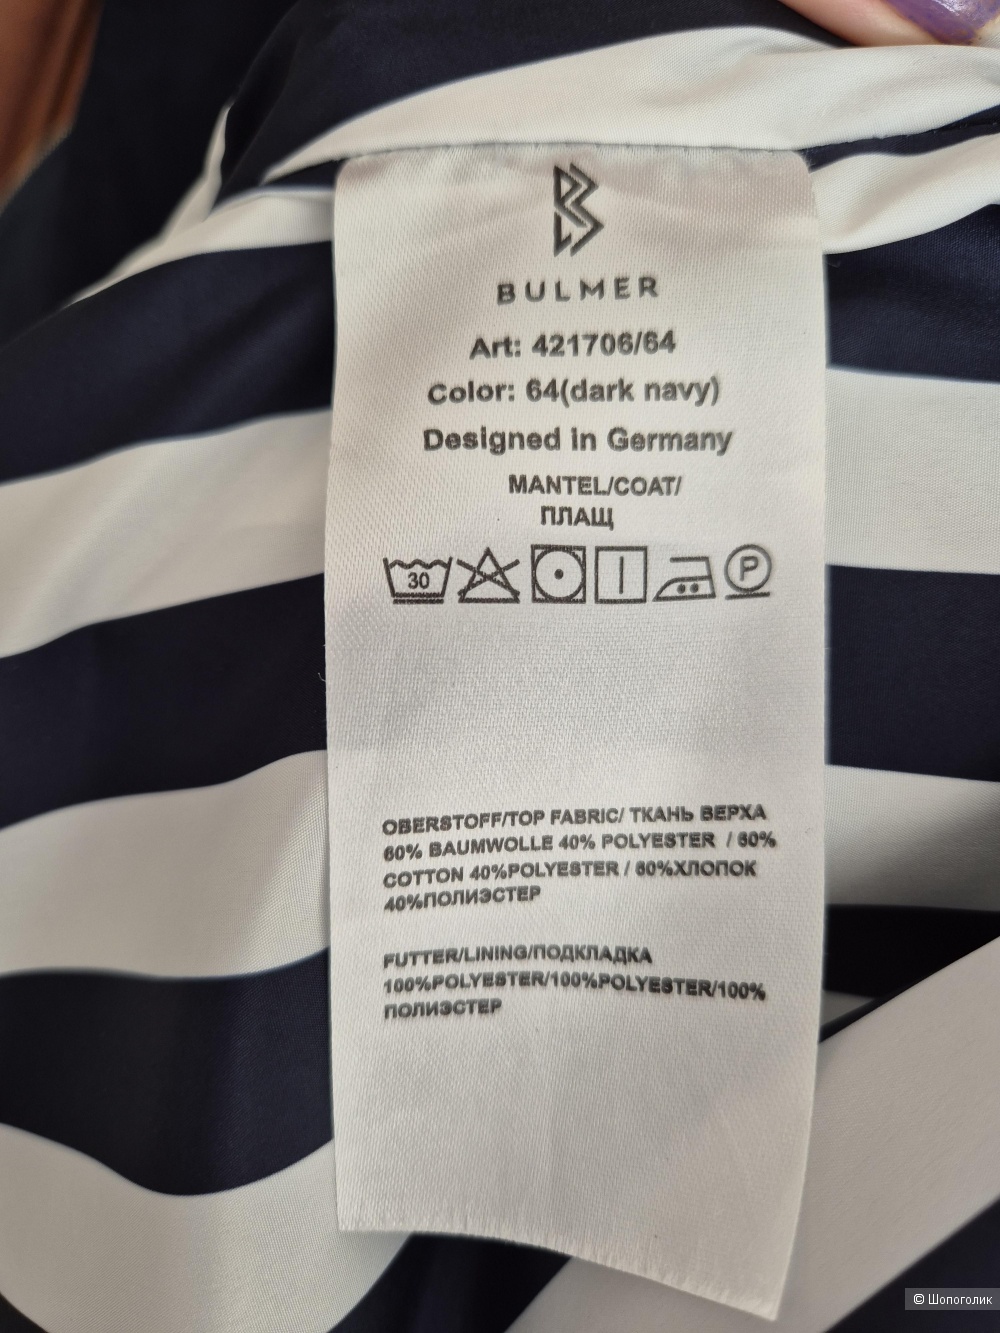 BULMER
Art: 421706/64
Color: 64(dark navy)
Designed in Germany
MANTEL/COAT/
ПЛАЩ
30
P
OBERSTOFF/TOP FABRIC/ ТКАНЬ ВЕРХА
60% BAUMWOLLE 40% POLYESTER / 60%
COTTON 40%POLYESTER / 60%ХЛОПОК
40%ПОЛИЭСТЕР
FUTTER/LINING/ПОДКЛАДКА
100%POLYESTER/100%POLYESTER/100%
ПОЛИЭСТЕР
© Шопоголик